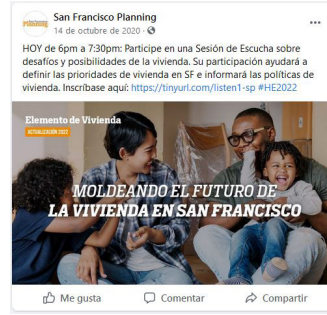 San Francisco Planning
14 de octubre de 2020 ·
HOY de 6pm a 7:30pm: Participe en una Sesión de Escucha sobre
desafíos y posibilidades de la vivienda. Su participación ayudará a
definir las prioridades de vivienda en SF e informará las políticas de
vivienda. Inscríbase aquí: https://tinyurl.com/listen1-sp #HE2022
Elemento de Vivienda
ACTUALIZACIÓN 2022
MOLDEANDO EL FUTURO DE
LA VIVIENDA EN SAN FRANCISCO
Me gusta
Comentar
Compartir